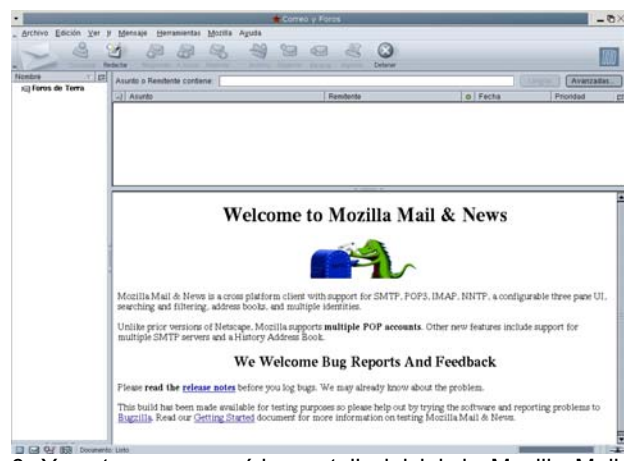 Correo y Foros
Archivo Edición Ver Ir Mensaje Herramientas Mozilla Ayuda
Redactar Detener
Nombre
Foros de Terra
Asunto o Remitente contiene: Avanzadas...
Asunto Remitente Fecha Prioridad
Welcome to Mozilla Mail & News
Mozilla Mail & News is a cross platform client with support for SMTP, POP3, IMAP, NNTP, a configurable three pane UI,
searching and filtering, address books, and multiple identities.
Unlike prior versions of Netscape, Mozilla supports multiple POP accounts. Other new features include support for
multiple SMTP servers and a History Address Book.
We Welcome Bug Reports And Feedback
Please read the release notes before you log bugs. We may already know about the problem.
This build has been made available for testing purposes so please help out by trying the software and reporting problems to
Bugzilla. Read our Getting Started document for more information on testing Mozilla Mail & News.
Documento: Listo